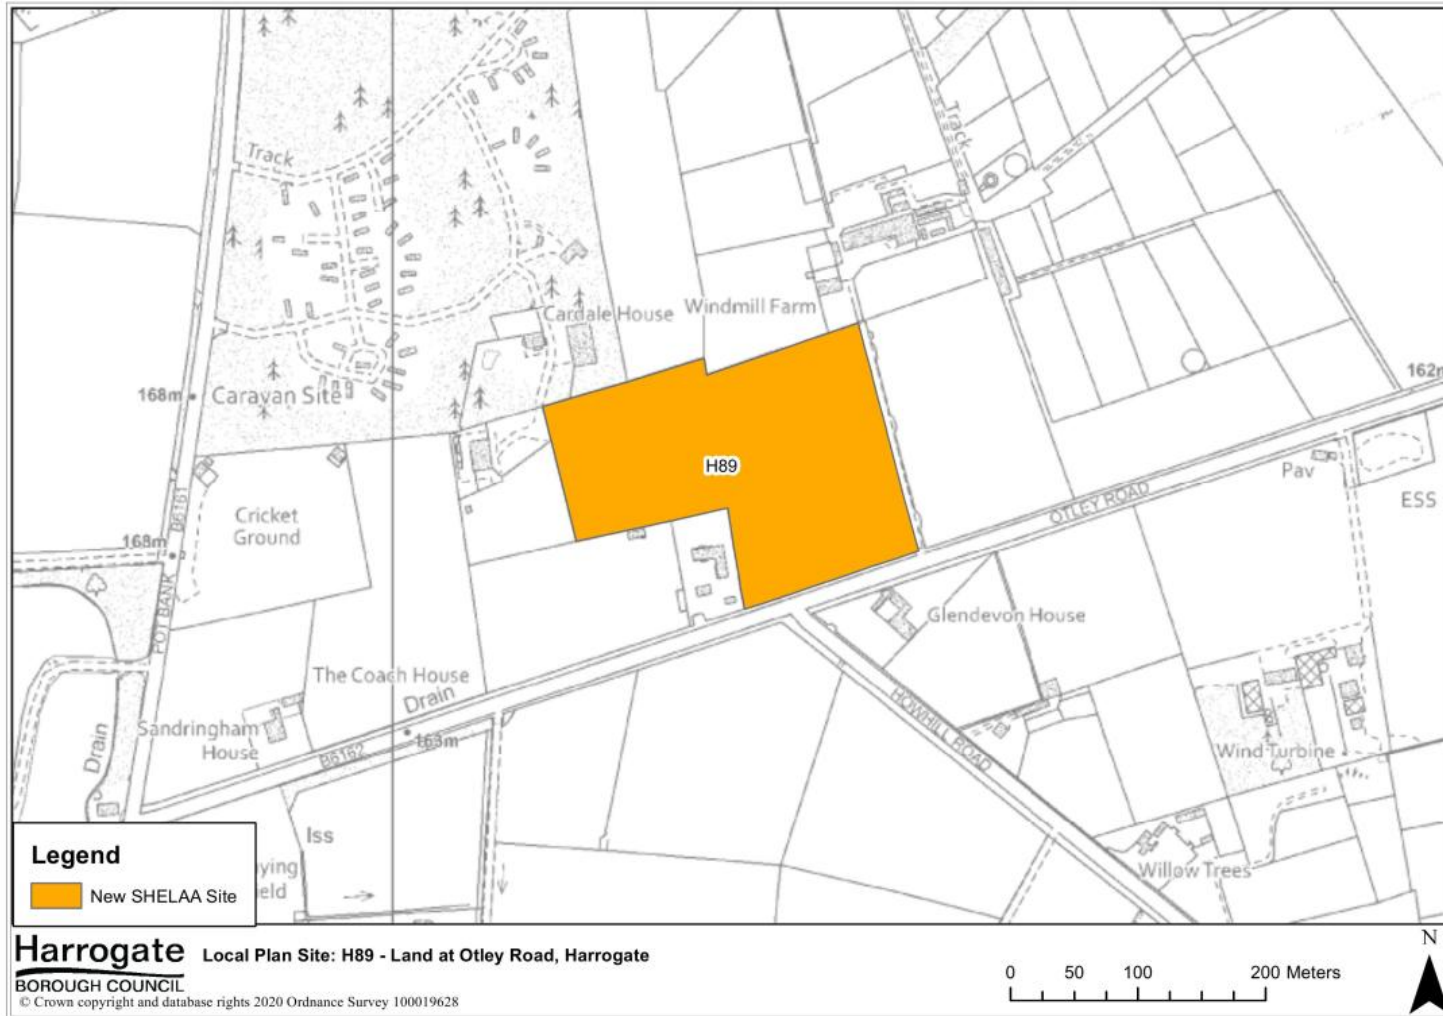 Track
Track
Cardale House
Windmill Farm
168m
Caravan Site
162m
H89
Pav
ESS
OTLEY ROAD
B6161
Cricket
Ground
168m
POT BANK
Glendevon House
The Coach House
Drain
HOWHILL ROAD
Sandringham
House
163m
B6162
Drain
Wind Turbine
Iss
Willow Trees
Legend
New SHELAA Site
Harrogate
BOROUGH COUNCIL
Local Plan Site: H89 - Land at Otley Road, Harrogate
© Crown copyright and database rights 2020 Ordnance Survey 100019628
0 50 100 200 Meters
N